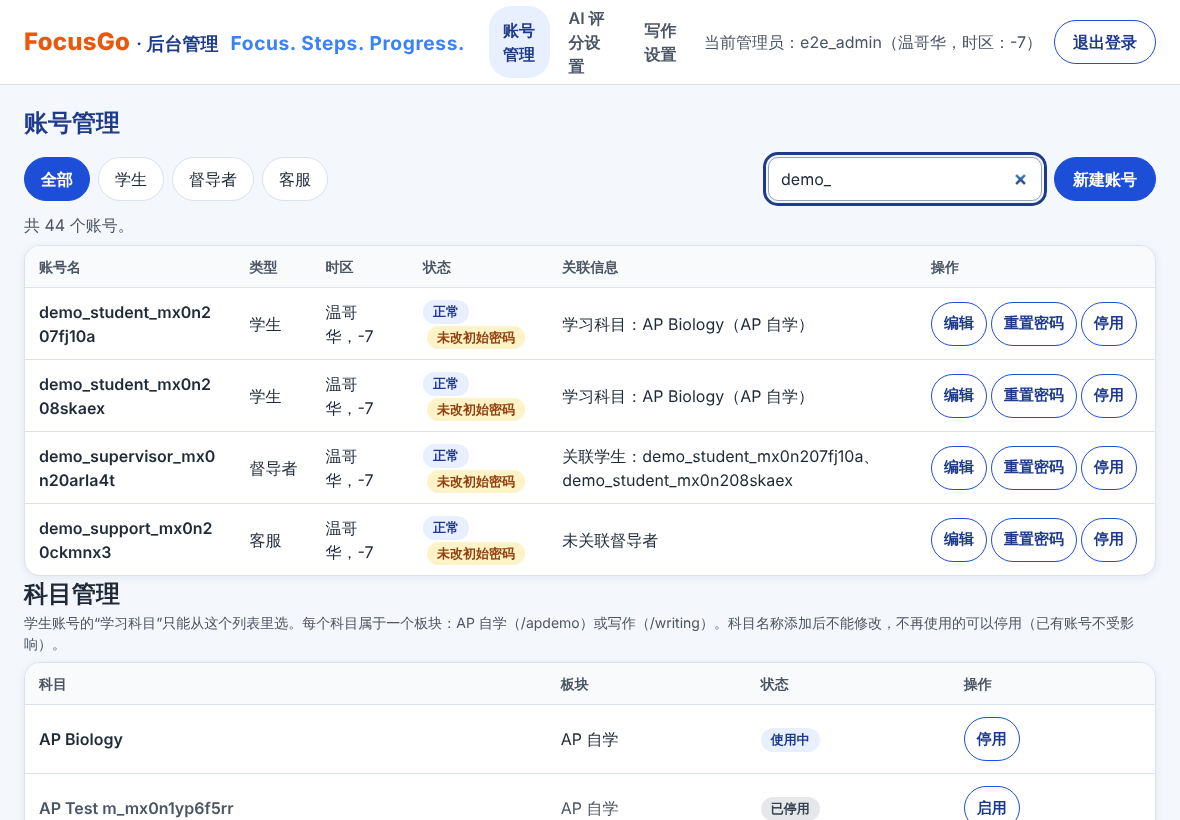 FocusGo · 后台管理 Focus. Steps. Progress.
账号管理
AI 评分设置
写作设置
当前管理员：e2e_admin（温哥华，时区：-7）
退出登录
账号管理
全部 学生 督导者 客服
demo_
新建账号
共 44 个账号。
账号名 类型 时区 状态 关联信息 操作
demo_student_mx0n207fj10a 学生 温哥华，-7 正常 未改初始密码 学习科目：AP Biology（AP 自学） 编辑 重置密码 停用
demo_student_mx0n208skaex 学生 温哥华，-7 正常 未改初始密码 学习科目：AP Biology（AP 自学） 编辑 重置密码 停用
demo_supervisor_mx0n20arla4t 督导者 温哥华，-7 正常 未改初始密码 关联学生：demo_student_mx0n207fj10a、demo_student_mx0n208skaex 编辑 重置密码 停用
demo_support_mx0n20ckmnx3 客服 温哥华，-7 正常 未改初始密码 未关联督导者 编辑 重置密码 停用
科目管理
学生账号的“学习科目”只能从这个列表里选。每个科目属于一个板块：AP 自学（/apdemo）或写作（/writing）。科目名称添加后不能修改，不再使用的可以停用（已有账号不受影
响）。
科目 板块 状态 操作
AP Biology AP 自学 使用中 停用
AP Test m_mx0n1yp6f5rr AP 自学 已停用 启用